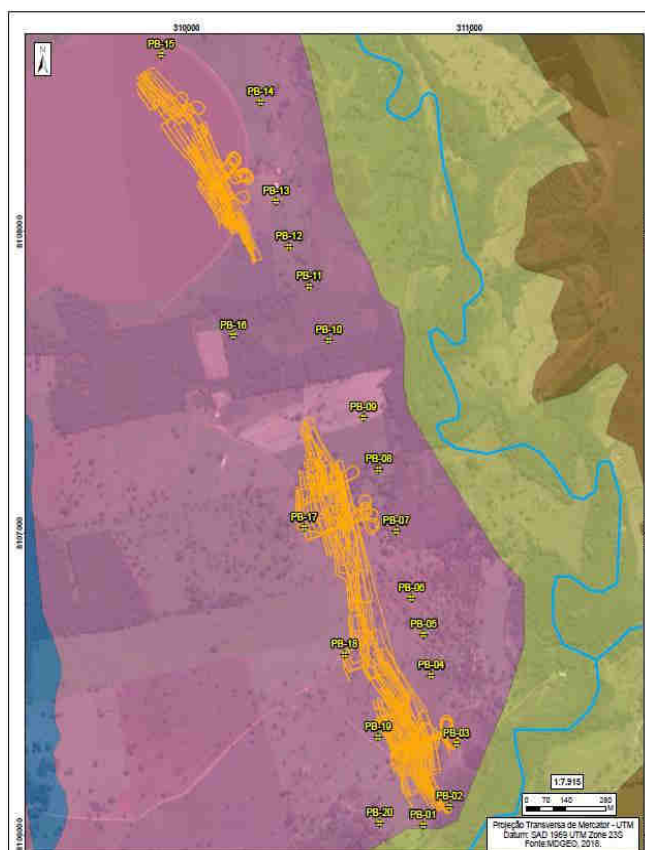 310000
311000
N
PB-15
PB-14
PB-13
8108000
PB-12
PB-11
PB-16
PB-10
PB-09
PB-08
PB-17
PB-07
8107000
PB-06
PB-05
PB-18
PB-04
PB-19
PB-03
PB-02
PB-20
PB-01
8106000
1:7.915
0 70 140 280
M
Projeção Transversa de Mercator - UTM
Datum: SAD 1969 UTM Zone 23S
Fonte:MDGEO, 2018.